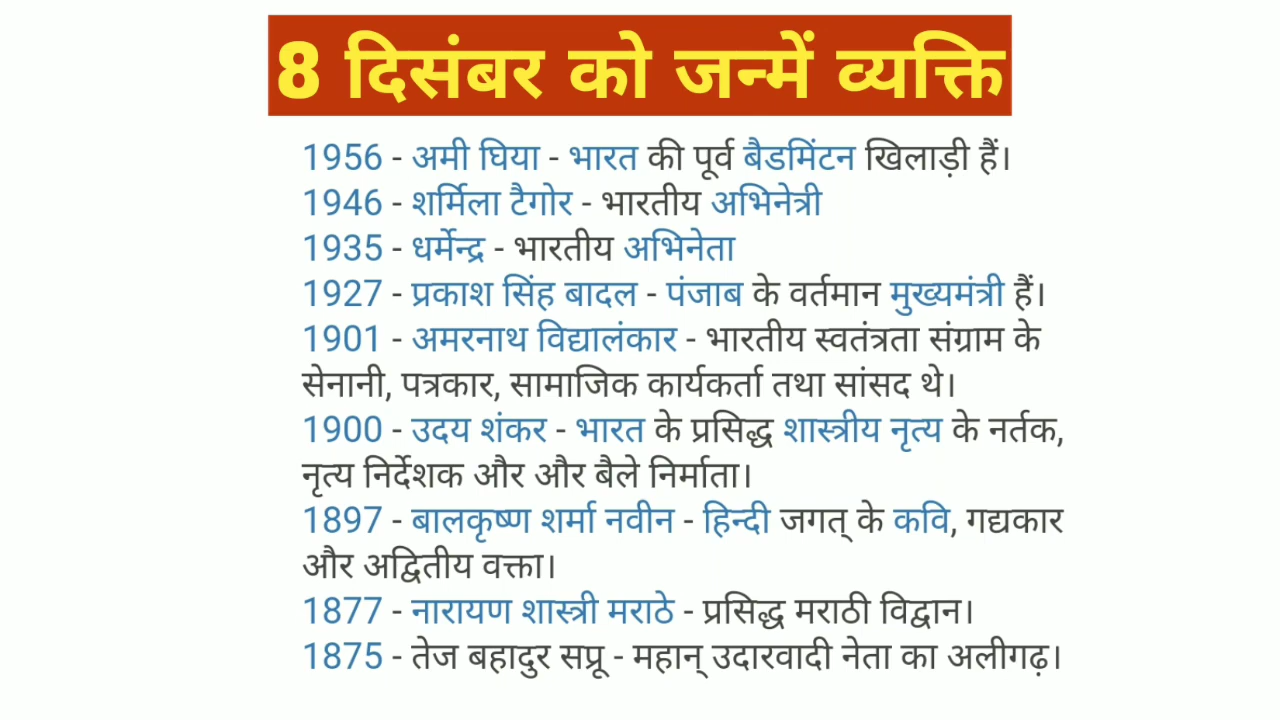 8 दिसंबर को जन्में व्यक्ति
1956 - अमी घिया - भारत की पूर्व बैडमिंटन खिलाड़ी हैं।
1946 - शर्मिला टैगोर - भारतीय अभिनेत्री
1935 - धर्मेन्द्र - भारतीय अभिनेता
1927 - प्रकाश सिंह बादल - पंजाब के वर्तमान मुख्यमंत्री हैं।
1901 - अमरनाथ विद्यालंकार - भारतीय स्वतंत्रता संग्राम के
सेनानी, पत्रकार, सामाजिक कार्यकर्ता तथा सांसद थे।
1900 - उदय शंकर - भारत के प्रसिद्ध शास्त्रीय नृत्य के नर्तक,
नृत्य निर्देशक और और बैले निर्माता।
1897 - बालकृष्ण शर्मा नवीन - हिन्दी जगत् के कवि, गद्यकार
और अद्वितीय वक्ता।
1877 - नारायण शास्त्री मराठे - प्रसिद्ध मराठी विद्वान।
1875 - तेज बहादुर सप्रू - महान् उदारवादी नेता का अलीगढ़।